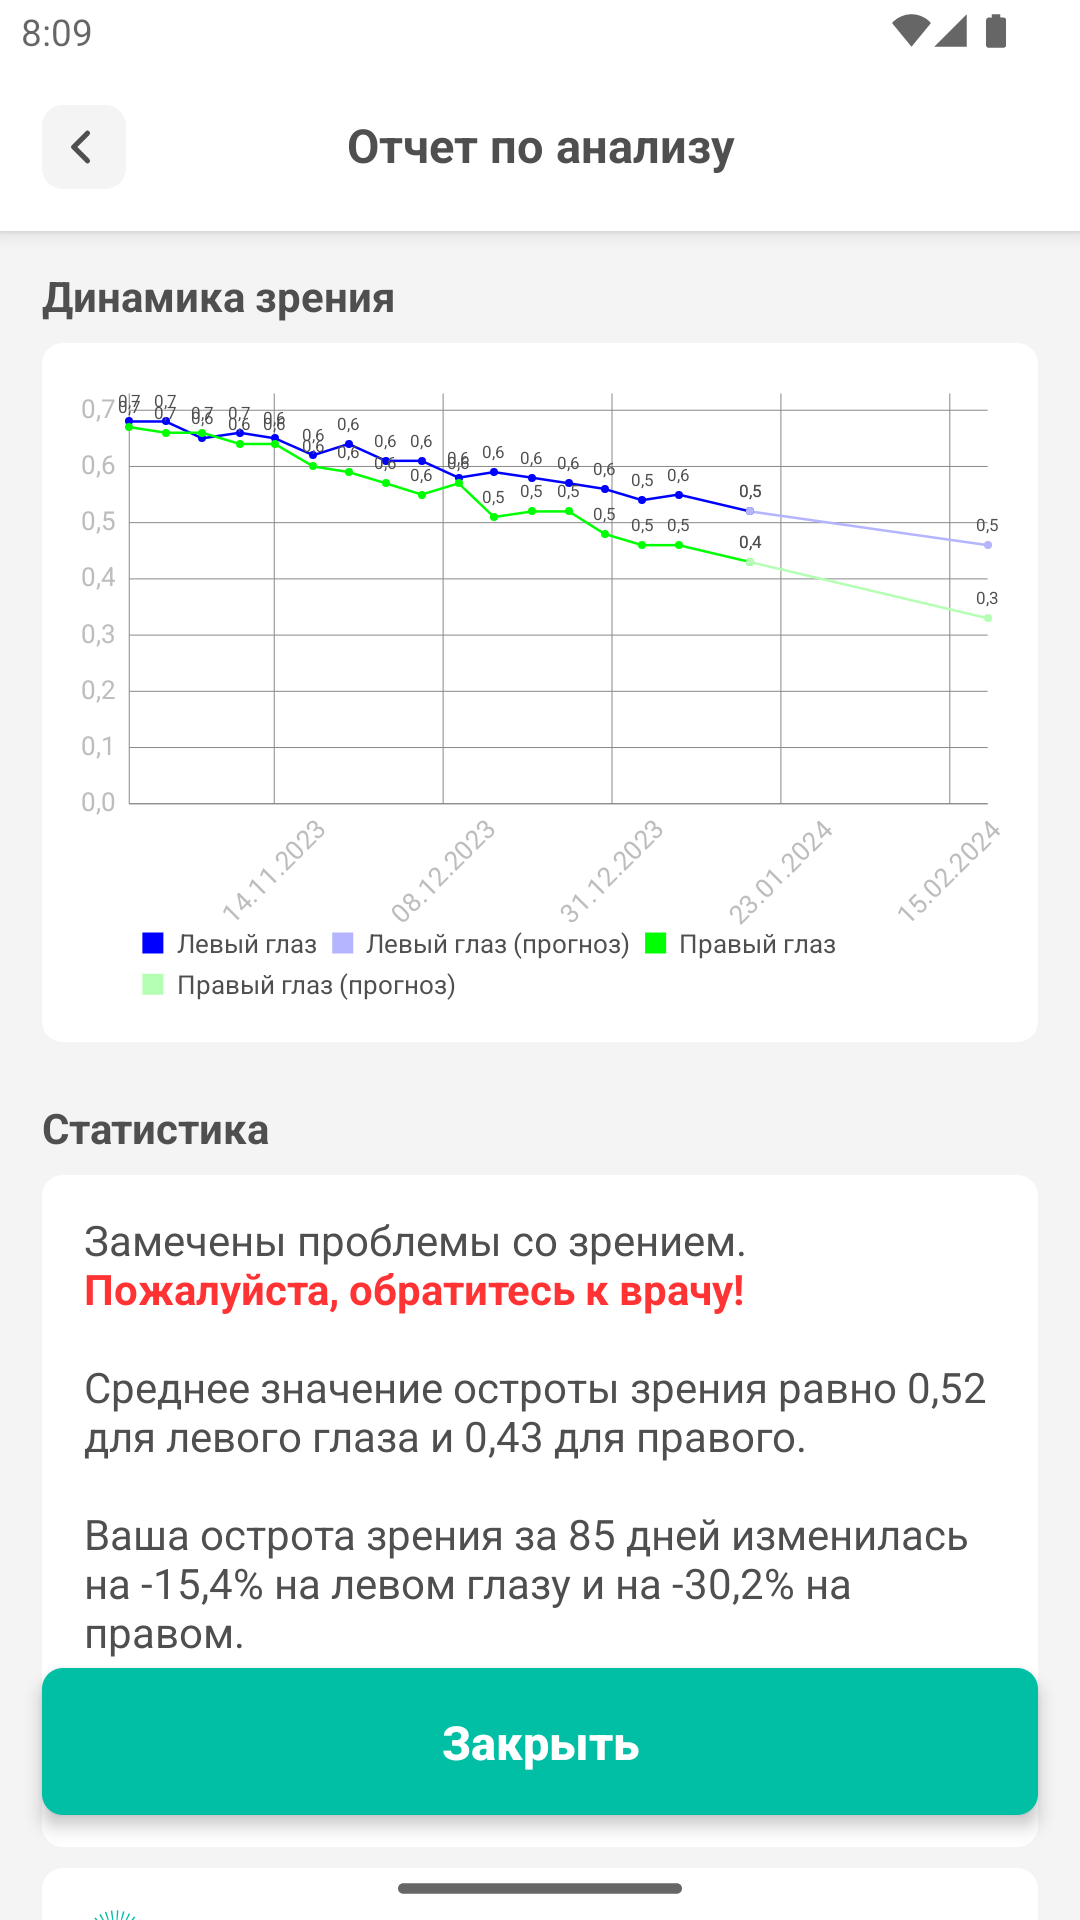 8:09
Отчет по анализу
Динамика зрения
0,7
0,6
0,5
0,4
0,3
0,2
0,1
0,0
0,7 0,7 0,7 0,7 0,6 0,6 0,6 0,6 0,6 0,6 0,6 0,6 0,6 0,6 0,5 0,6 0,5 0,5
0,7 0,7 0,6 0,6 0,6 0,6 0,6 0,6 0,6 0,6 0,5 0,5 0,5 0,5 0,5 0,5 0,4 0,3
14.11.2023 08.12.2023 31.12.2023 23.01.2024 15.02.2024
Левый глаз Левый глаз (прогноз) Правый глаз
Правый глаз (прогноз)
Статистика
Замечены проблемы со зрением.
Пожалуйста, обратитесь к врачу!
Среднее значение остроты зрения равно 0,52
для левого глаза и 0,43 для правого.
Ваша острота зрения за 85 дней изменилась
на -15,4% на левом глазу и на -30,2% на
правом.
Закрыть